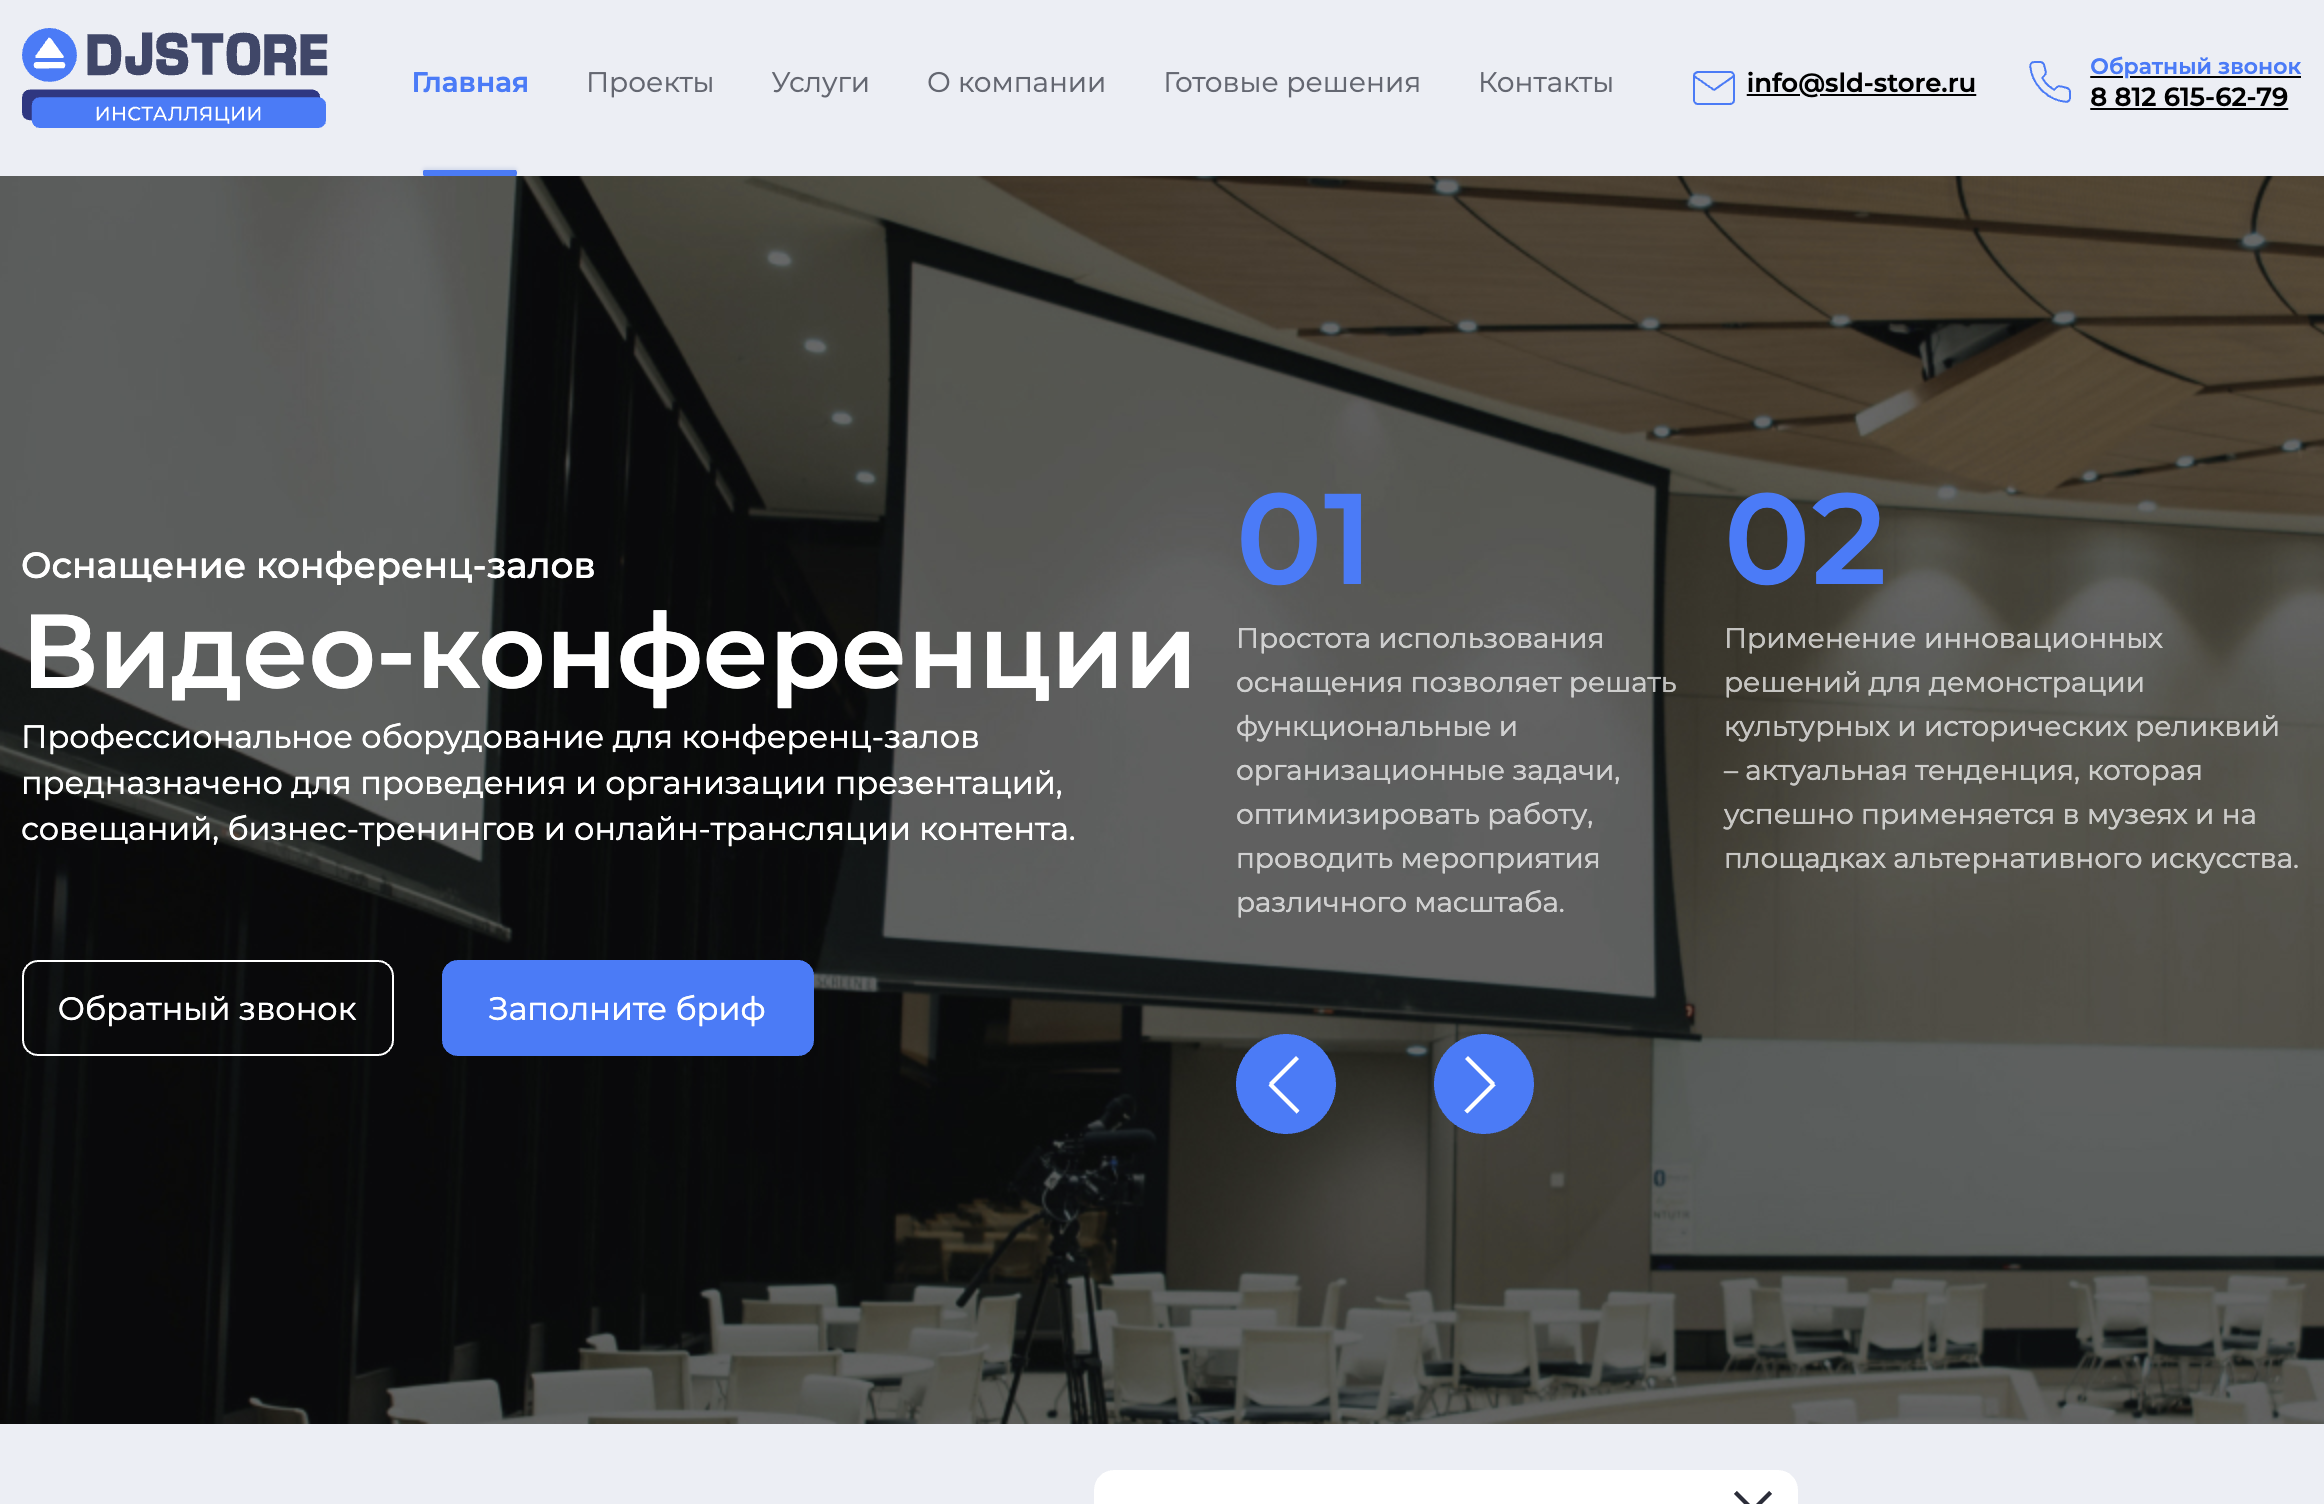 DJSTORE
ИНСТАЛЛЯЦИИ
Главная
Проекты
Услуги
О компании
Готовые решения
Контакты
info@sld-store.ru
Обратный звонок
8 812 615-62-79
Оснащение конференц-залов
Видео-конференции
Профессиональное оборудование для конференц-залов
предназначено для проведения и организации презентаций,
совещаний, бизнес-тренингов и онлайн-трансляции контента.
Обратный звонок
Заполните бриф
01
Простота использования
оснащения позволяет решать
функциональные и
организационные задачи,
оптимизировать работу,
проводить мероприятия
различного масштаба.
02
Применение инновационных
решений для демонстрации
культурных и исторических реликвий
– актуальная тенденция, которая
успешно применяется в музеях и на
площадках альтернативного искусства.